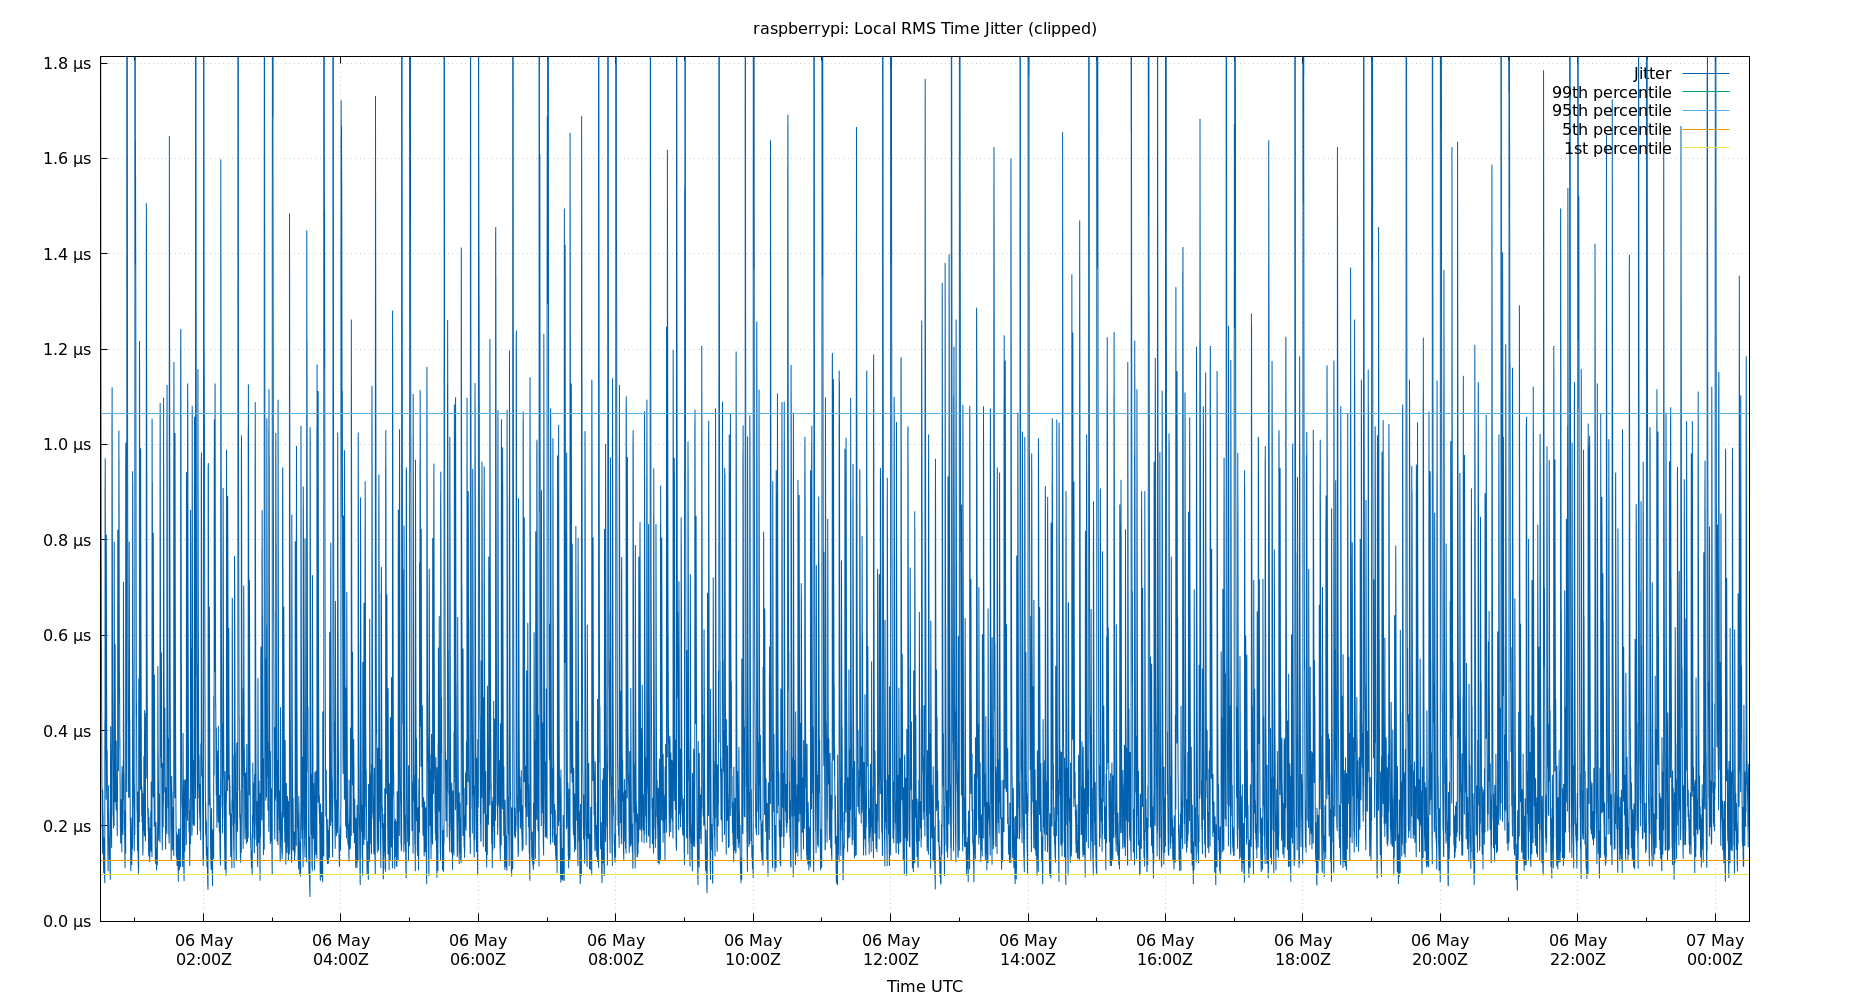 raspberrypi: Local RMS Time Jitter (clipped)
1.8 µs
1.6 µs
1.4 µs
1.2 µs
1.0 µs
0.8 µs
0.6 µs
0.4 µs
0.2 µs
0.0 µs
Jitter
99th percentile
95th percentile
5th percentile
1st percentile
06 May 06 May 06 May 06 May 06 May 06 May 06 May 06 May 06 May 06 May 06 May 07 May
02:00Z 04:00Z 06:00Z 08:00Z 10:00Z 12:00Z 14:00Z 16:00Z 18:00Z 20:00Z 22:00Z 00:00Z
Time UTC